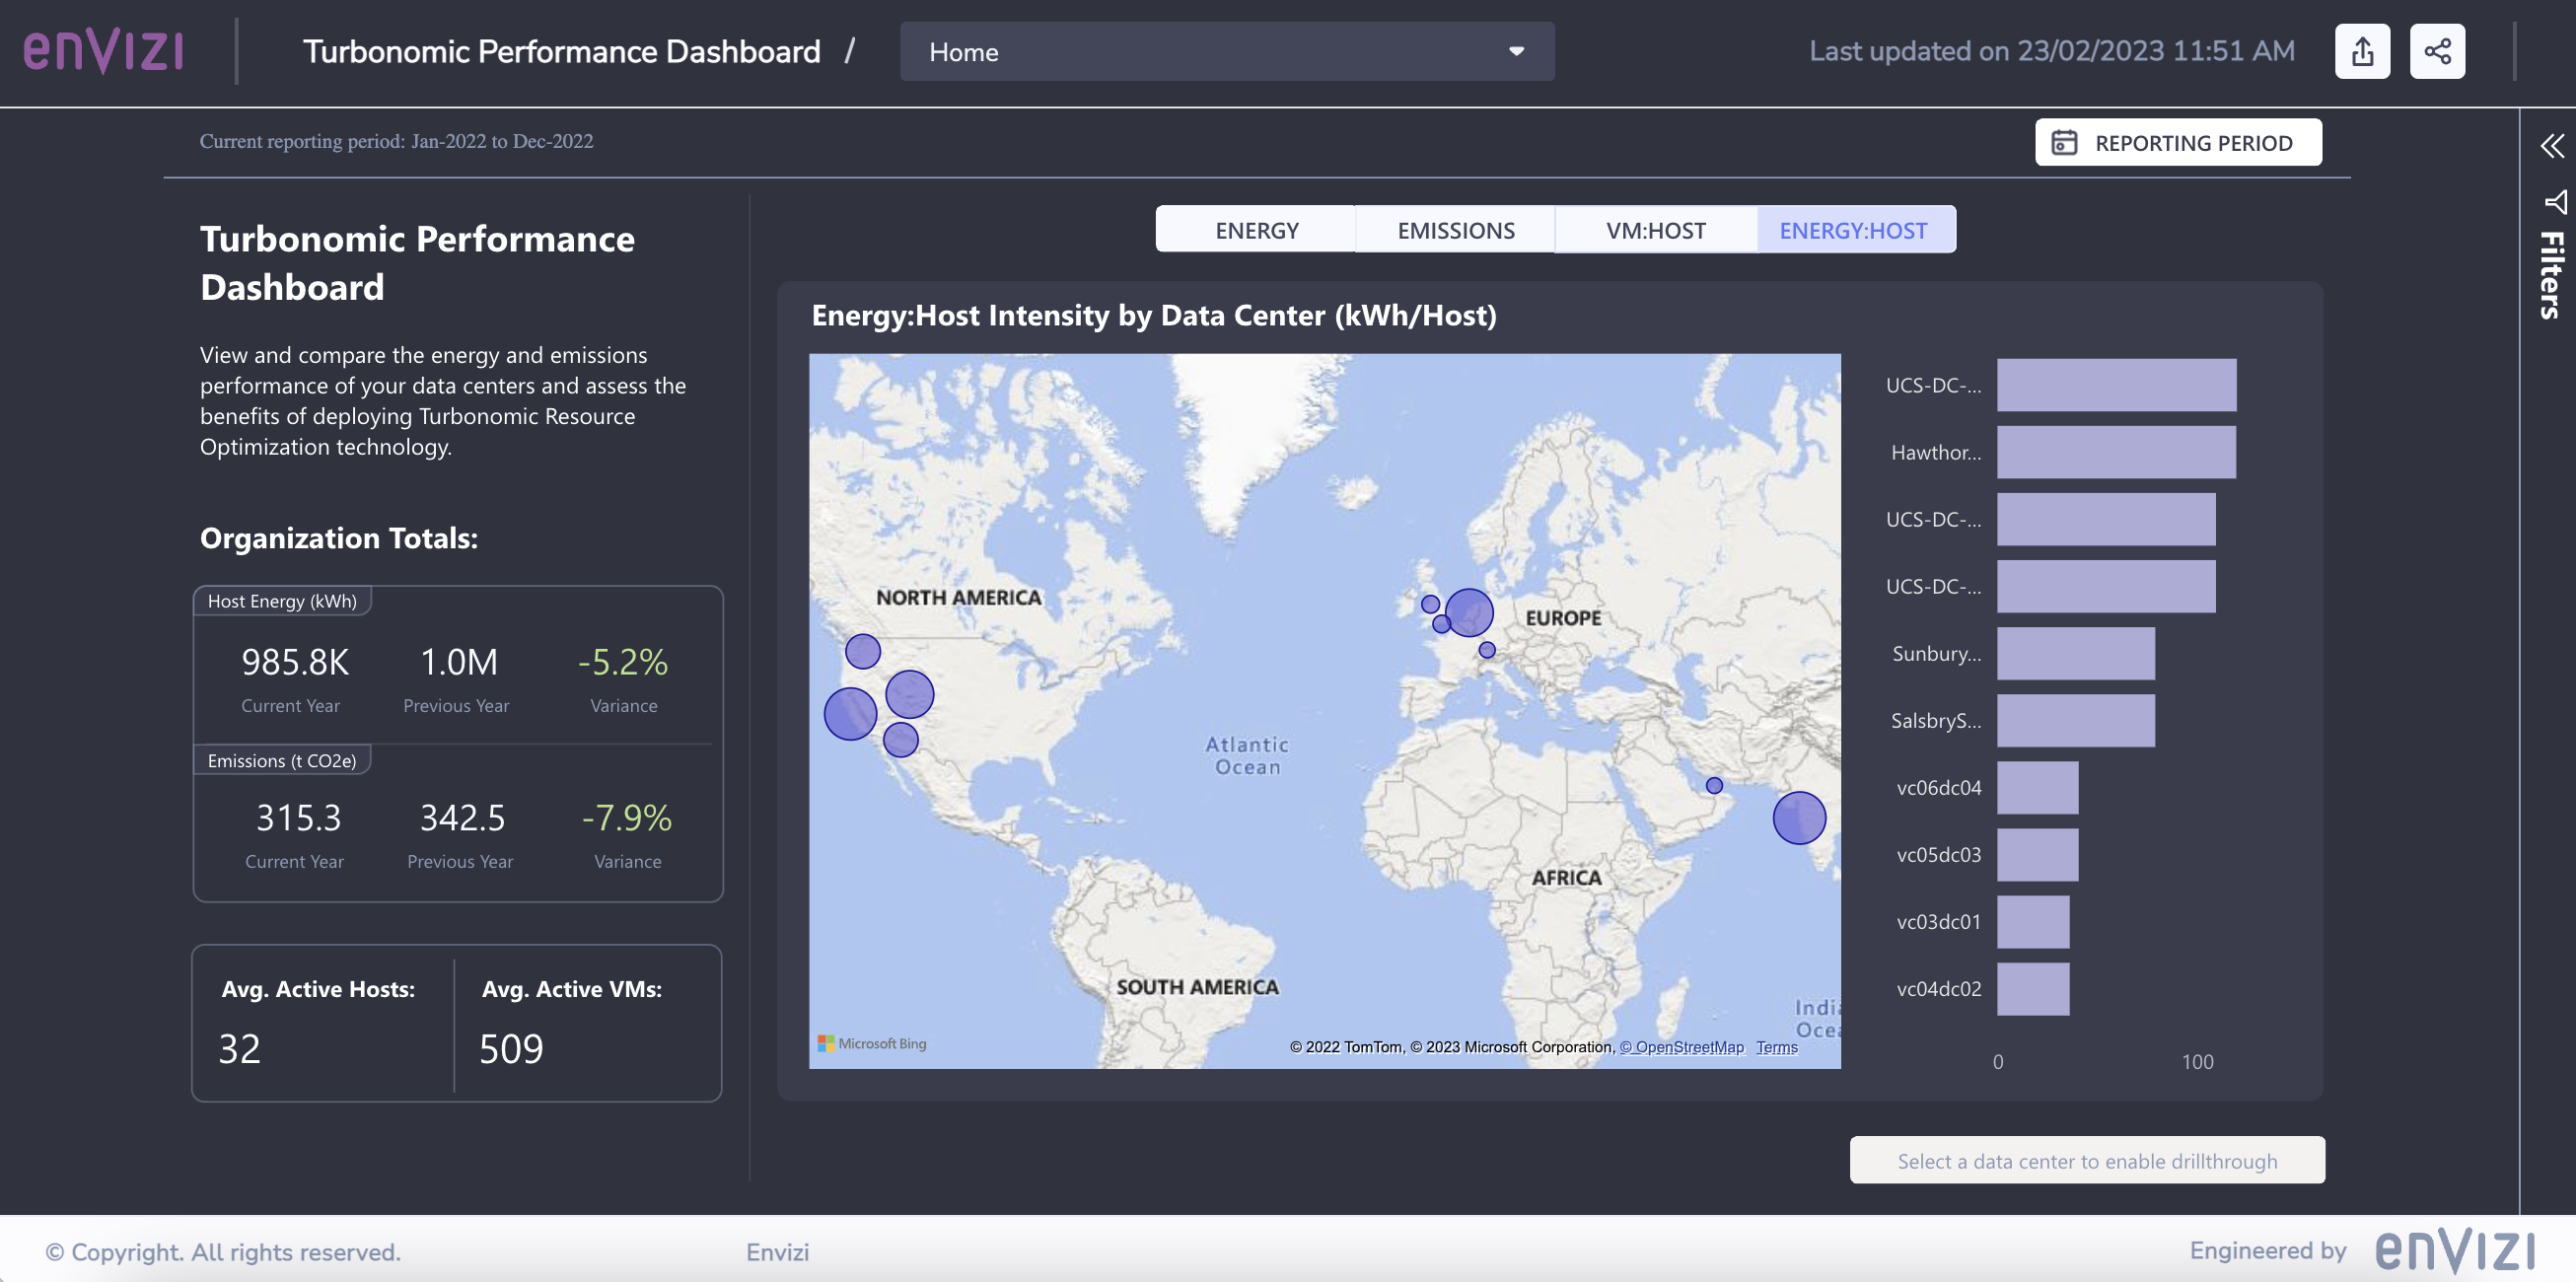 enVIZI
Turbonomic Performance Dashboard /
Home
Last updated on 23/02/2023 11:51 AM
Current reporting period: Jan-2022 to Dec-2022
REPORTING PERIOD
Filters
Turbonomic Performance
Dashboard
View and compare the energy and emissions
performance of your data centers and assess the
benefits of deploying Turbonomic Resource
Optimization technology.
Organization Totals:
Host Energy (kWh)
985.8K 1.0M -5.2%
Current Year Previous Year Variance
Emissions (t CO2e)
315.3 342.5 -7.9%
Current Year Previous Year Variance
Avg. Active Hosts: Avg. Active VMs:
32 509
ENERGY EMISSIONS VM:HOST ENERGY:HOST
Energy:Host Intensity by Data Center (kWh/Host)
NORTH AMERICA
EUROPE
Atlantic
Ocean
AFRICA
SOUTH AMERICA
India
Ocea
Microsoft Bing
© 2022 TomTom, © 2023 Microsoft Corporation, © OpenStreetMap Terms
UCS-DC-...
Hawthor...
UCS-DC-...
UCS-DC-...
Sunbury...
SalsbryS...
vc06dc04
vc05dc03
vc03dc01
vc04dc02
0 100
Select a data center to enable drillthrough
© Copyright. All rights reserved.
Envizi
Engineered by enVIZI